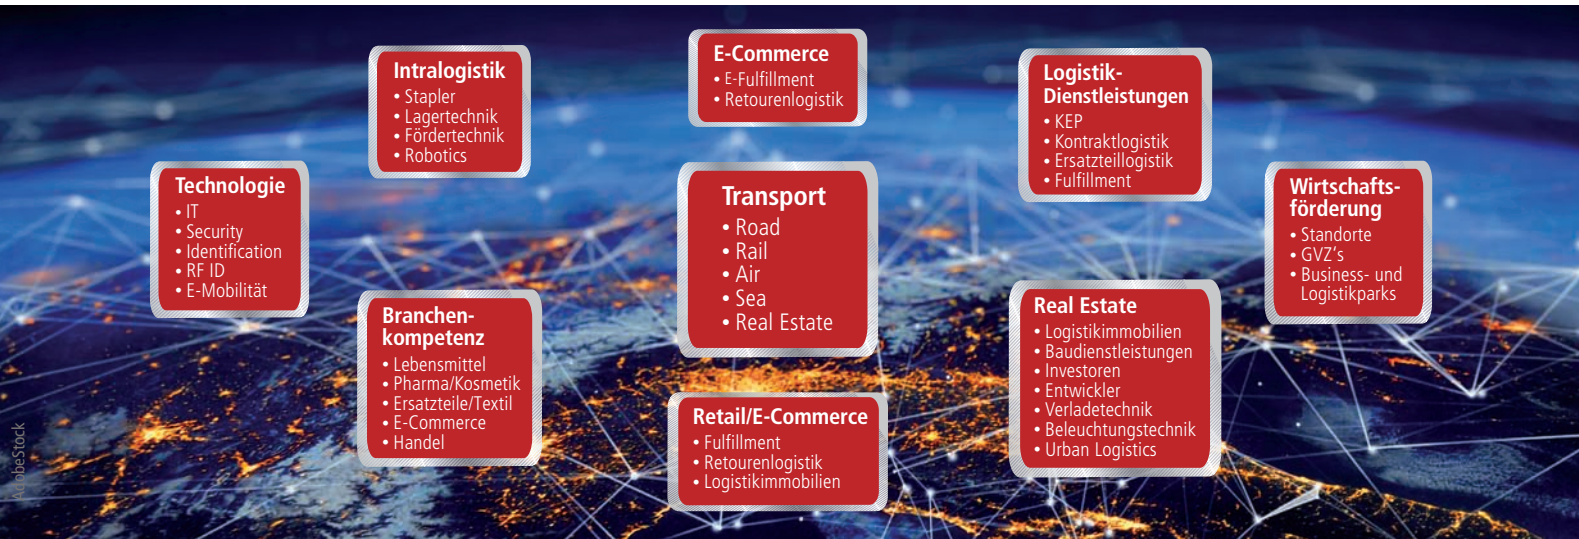 Intralogistik
• Stapler
• Lagertechnik
• Fördertechnik
• Robotics
E-Commerce
• E-Fulfillment
• Retourenlogistik
Logistik-
Dienstleistungen
• KEP
• Kontraktlogistik
• Ersatzteillogistik
• Fulfillment
Technologie
• IT
• Security
• Identification
• RF ID
• E-Mobilität
Transport
• Road
• Rail
• Air
• Sea
• Real Estate
Wirtschafts-
förderung
• Standorte
• GVZ's
• Business- und
Logistikparks
Branchen-
kompetenz
• Lebensmittel
• Pharma/Kosmetik
• Ersatzteile/Textil
• E-Commerce
• Handel
Real Estate
• Logistikimmobilien
• Baudienstleistungen
• Investoren
• Entwickler
• Verladetechnik
• Beleuchtungstechnik
• Urban Logistics
Retail/E-Commerce
• Fulfillment
• Retourenlogistik
• Logistikimmobilien
AdobeStock